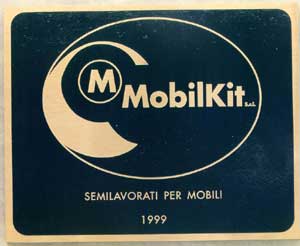 M MobilKit s.r.l.
SEMILAVORATI PER MOBILI
1999